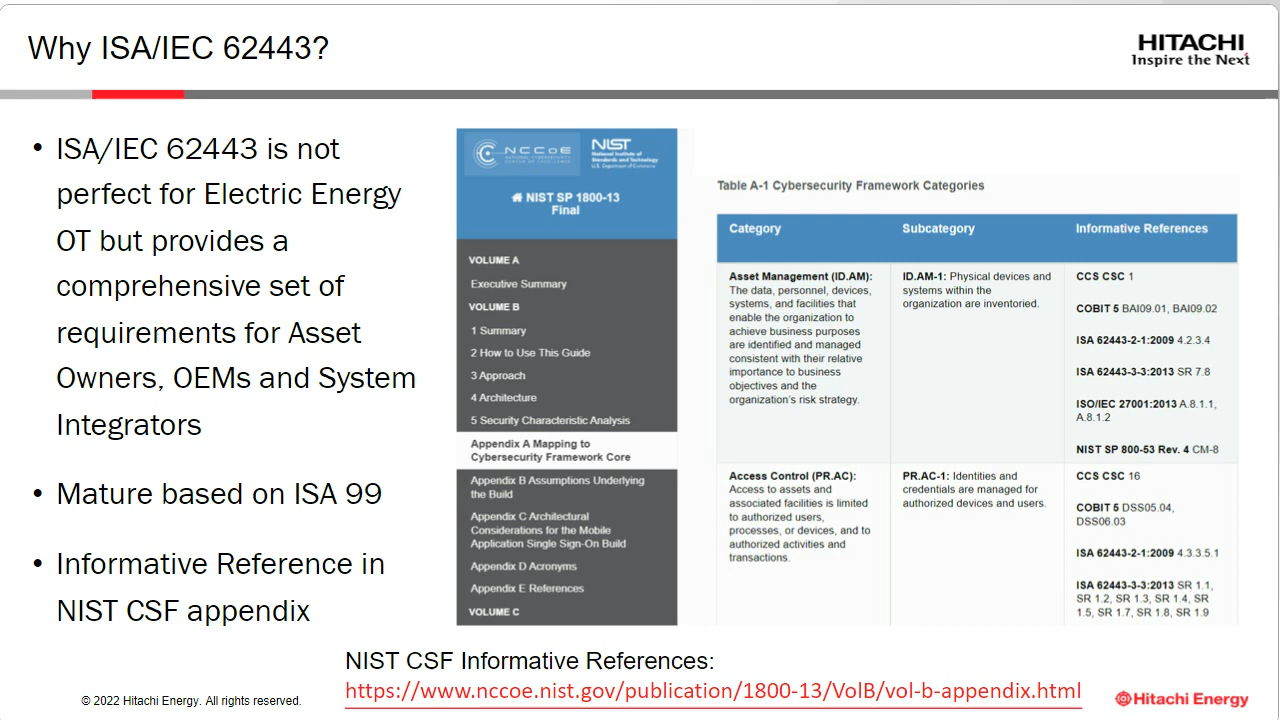 Why ISA/IEC 62443?
HITACHI
Inspire the Next
• ISA/IEC 62443 is not
perfect for Electric Energy
OT but provides a
comprehensive set of
requirements for Asset
Owners, OEMs and System
Integrators
• Mature based on ISA 99
• Informative Reference in
NIST CSF appendix
NCCoE
NATIONAL CYBERSECURITY
CENTER OF EXCELLENCE
NIST
National Institute of
Standards and Technology
U.S. Department of Commerce
NIST SP 1800-13
Final
VOLUME A
Executive Summary
VOLUME B
1 Summary
2 How to Use This Guide
3 Approach
4 Architecture
5 Security Characteristic Analysis
Appendix A Mapping to
Cybersecurity Framework Core
Appendix B Assumptions Underlying
the Build
Appendix C Architectural
Considerations for the Mobile
Application Single Sign-On Build
Appendix D Acronyms
Appendix E References
VOLUME C
Table A-1 Cybersecurity Framework Categories
Category
Subcategory
Informative References
Asset Management (ID.AM):
The data, personnel, devices,
systems, and facilities that
enable the organization to
achieve business purposes
are identified and managed
consistent with their relative
importance to business
objectives and the
organization's risk strategy.
ID.AM-1: Physical devices and
systems within the
organization are inventoried.
CCS CSC 1
COBIT 5 BAI09.01, BAI09.02
ISA 62443-2-1:2009 4.2.3.4
ISA 62443-3-3:2013 SR 7.8
ISO/IEC 27001:2013 A.8.1.1,
A.8.1.2
NIST SP 800-53 Rev. 4 CM-8
Access Control (PR.AC):
Access to assets and
associated facilities is limited
to authorized users,
processes, or devices, and to
authorized activities and
transactions.
PR.AC-1: Identities and
credentials are managed for
authorized devices and users.
CCS CSC 16
COBIT 5 DSS05.04,
DSS06.03
ISA 62443-2-1:2009 4.3.3.5.1
ISA 62443-3-3:2013 SR 1.1,
SR 1.2, SR 1.3, SR 1.4, SR
1.5, SR 1.7, SR 1.8, SR 1.9
NIST CSF Informative References:
https://www.nccoe.nist.gov/publication/1800-13/VolB/vol-b-appendix.html
© 2022 Hitachi Energy. All rights reserved.
Hitachi Energy